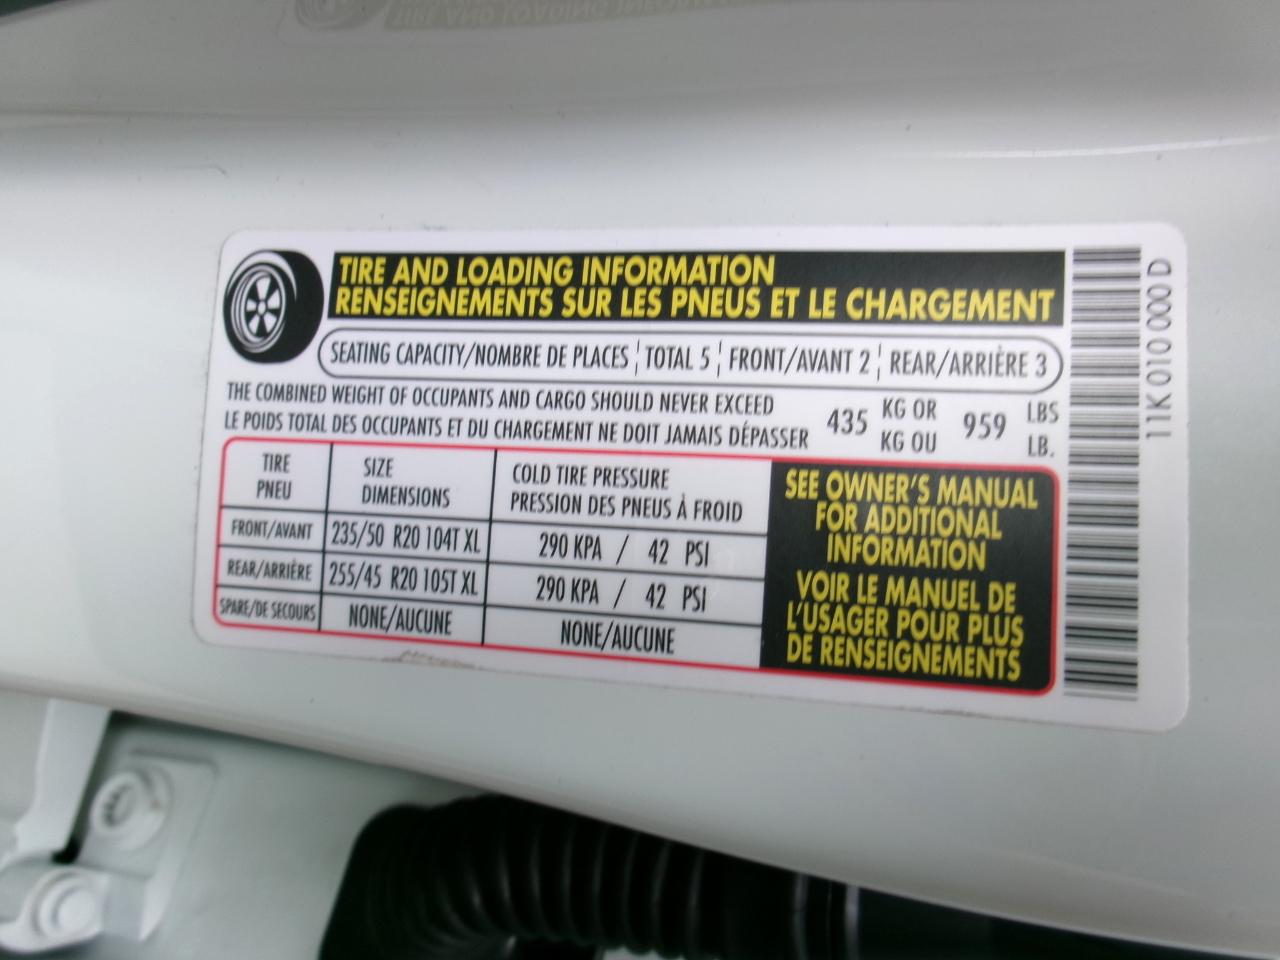 TIRE AND LOADING INFORMATION
RENSEIGNEMENTS SUR LES PNEUS ET LE CHARGEMENT
SEATING CAPACITY/NOMBRE DE PLACES TOTAL 5 FRONT/AVANT 2 REAR/ARRIÈRE 3
THE COMBINED WEIGHT OF OCCUPANTS AND CARGO SHOULD NEVER EXCEED
LE POIDS TOTAL DES OCCUPANTS ET DU CHARGEMENT NE DOIT JAMAIS DÉPASSER
435 KG OR 959 LBS
KG OU LB.
TIRE SIZE COLD TIRE PRESSURE
PNEU DIMENSIONS PRESSION DES PNEUS À FROID
FRONT/AVANT 235/50 R20 104T XL 290 KPA / 42 PSI
REAR/ARRIÈRE 255/45 R20 105T XL 290 KPA / 42 PSI
SPARE/DE SECOURS NONE/AUCUNE NONE/AUCUNE
SEE OWNER'S MANUAL
FOR ADDITIONAL
INFORMATION
VOIR LE MANUEL DE
L'USAGER POUR PLUS
DE RENSEIGNEMENTS
11K010000D